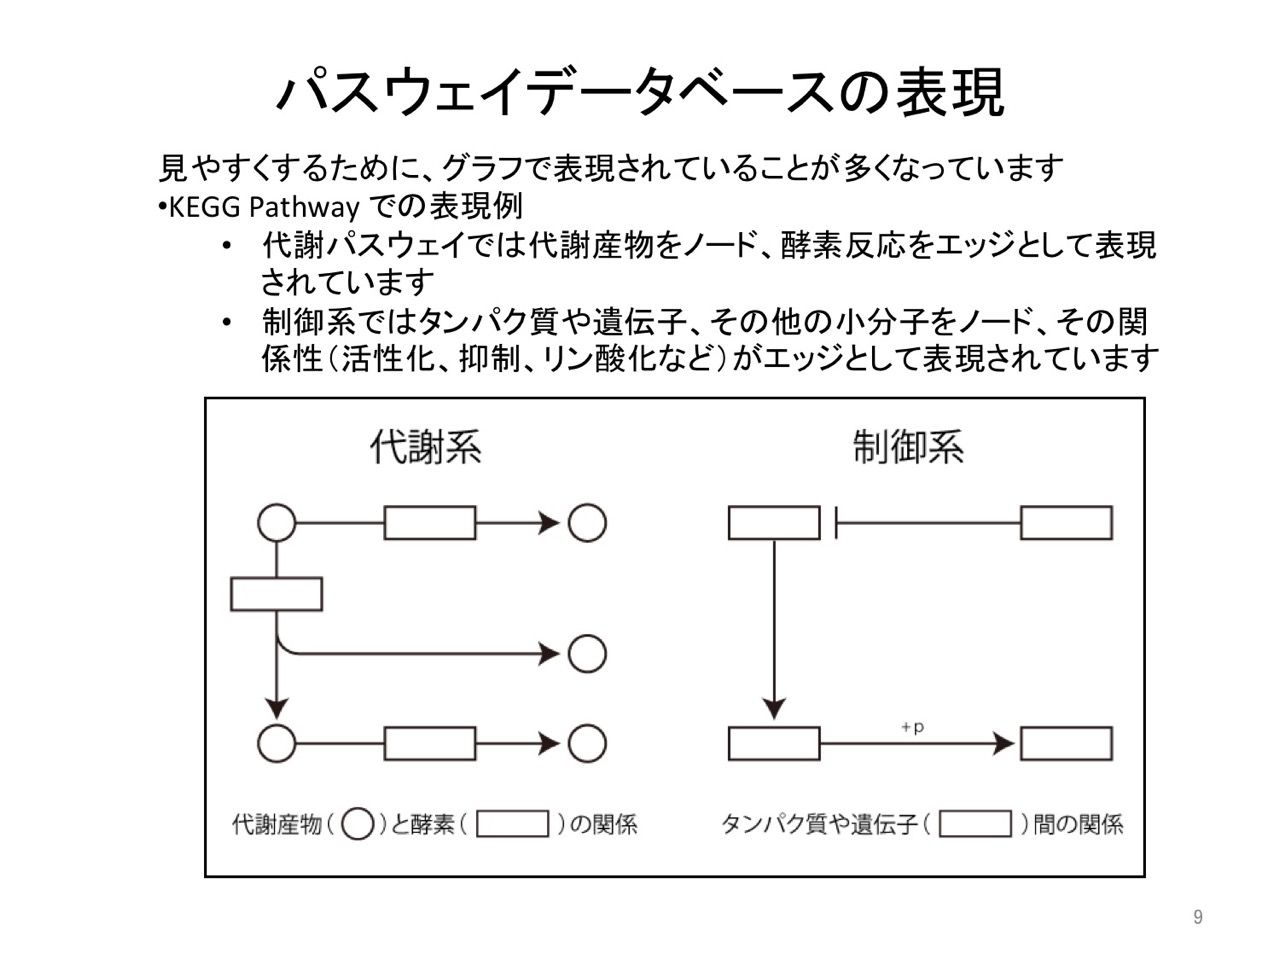 パスウェイデータベースの表現
見やすくするために、グラフで表現されていることが多くなっています
•KEGG Pathway での表現例
• 代謝パスウェイでは代謝産物をノード、酵素反応をエッジとして表現
されています
• 制御系ではタンパク質や遺伝子、その他の小分子をノード、その関
係性（活性化、抑制、リン酸化など）がエッジとして表現されています
代謝系
制御系
+p
代謝産物（ ）と酵素（ ）の関係
タンパク質や遺伝子（ ）間の関係
9